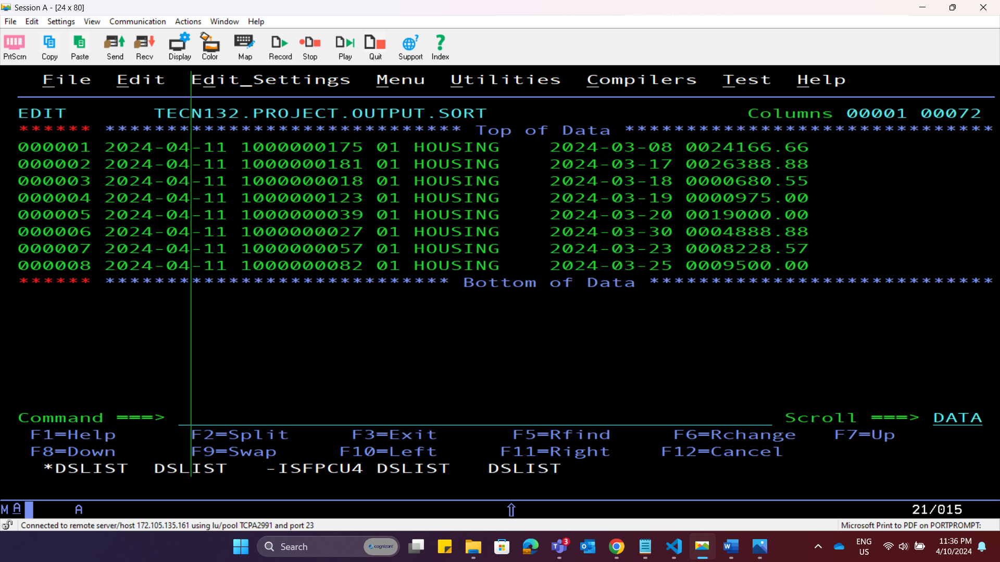 Session A - [24 x 80]
File Edit Settings View Communication Actions Window Help
PrtScrn Copy Paste Send Recv Display Color Map Record Stop Play Quit Support Index
File Edit Edit_Settings Menu Utilities Compilers Test Help
EDIT TECN132.PROJECT.OUTPUT.SORT Columns 00001 00072
****** ***************************** Top of Data ******************************
000001 2024-04-11 1000000175 01 HOUSING 2024-03-08 0024166.66
000002 2024-04-11 1000000181 01 HOUSING 2024-03-17 0026388.88
000003 2024-04-11 1000000018 01 HOUSING 2024-03-18 0000680.55
000004 2024-04-11 1000000123 01 HOUSING 2024-03-19 0000975.00
000005 2024-04-11 1000000039 01 HOUSING 2024-03-20 0019000.00
000006 2024-04-11 1000000027 01 HOUSING 2024-03-30 0004888.88
000007 2024-04-11 1000000057 01 HOUSING 2024-03-23 0008228.57
000008 2024-04-11 1000000082 01 HOUSING 2024-03-25 0009500.00
****** **************************** Bottom of Data ****************************
Command ===> Scroll ===> DATA
F1=Help F2=Split F3=Exit F5=Rfind F6=Rchange F7=Up
F8=Down F9=Swap F10=Left F11=Right F12=Cancel
*DSLIST DSLIST -ISFPCU4 DSLIST DSLIST
M A A 21/015
Connected to remote server/host 172.105.135.161 using lu/pool TCPA2991 and port 23 Microsoft Print to PDF on PORTPROMPT:
Search cognizant 3 ENG 11:36 PM
US 4/10/2024